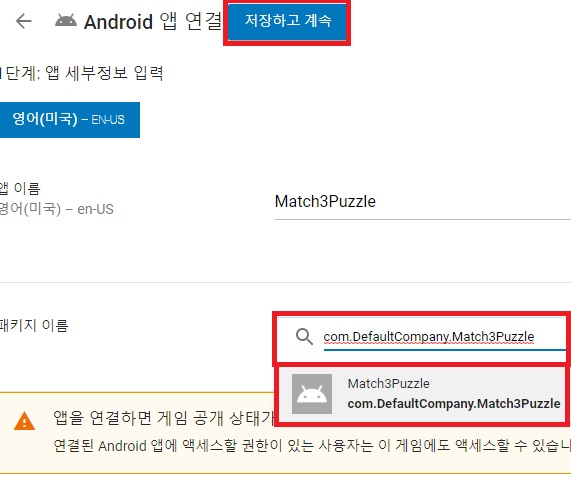 Android 앱 연결
저장하고 계속
단계: 앱 세부정보 입력
영어(미국) – EN-US
앱 이름
영어(미국) – en-US
Match3Puzzle
패키지 이름
com.DefaultCompany.Match3Puzzle
Match3Puzzle
com.DefaultCompany.Match3Puzzle
앱을 연결하면 게임 공개 상태가
연결된 Android 앱에 액세스할 권한이 있는 사용자는 이 게임에도 액세스할 수 있습니